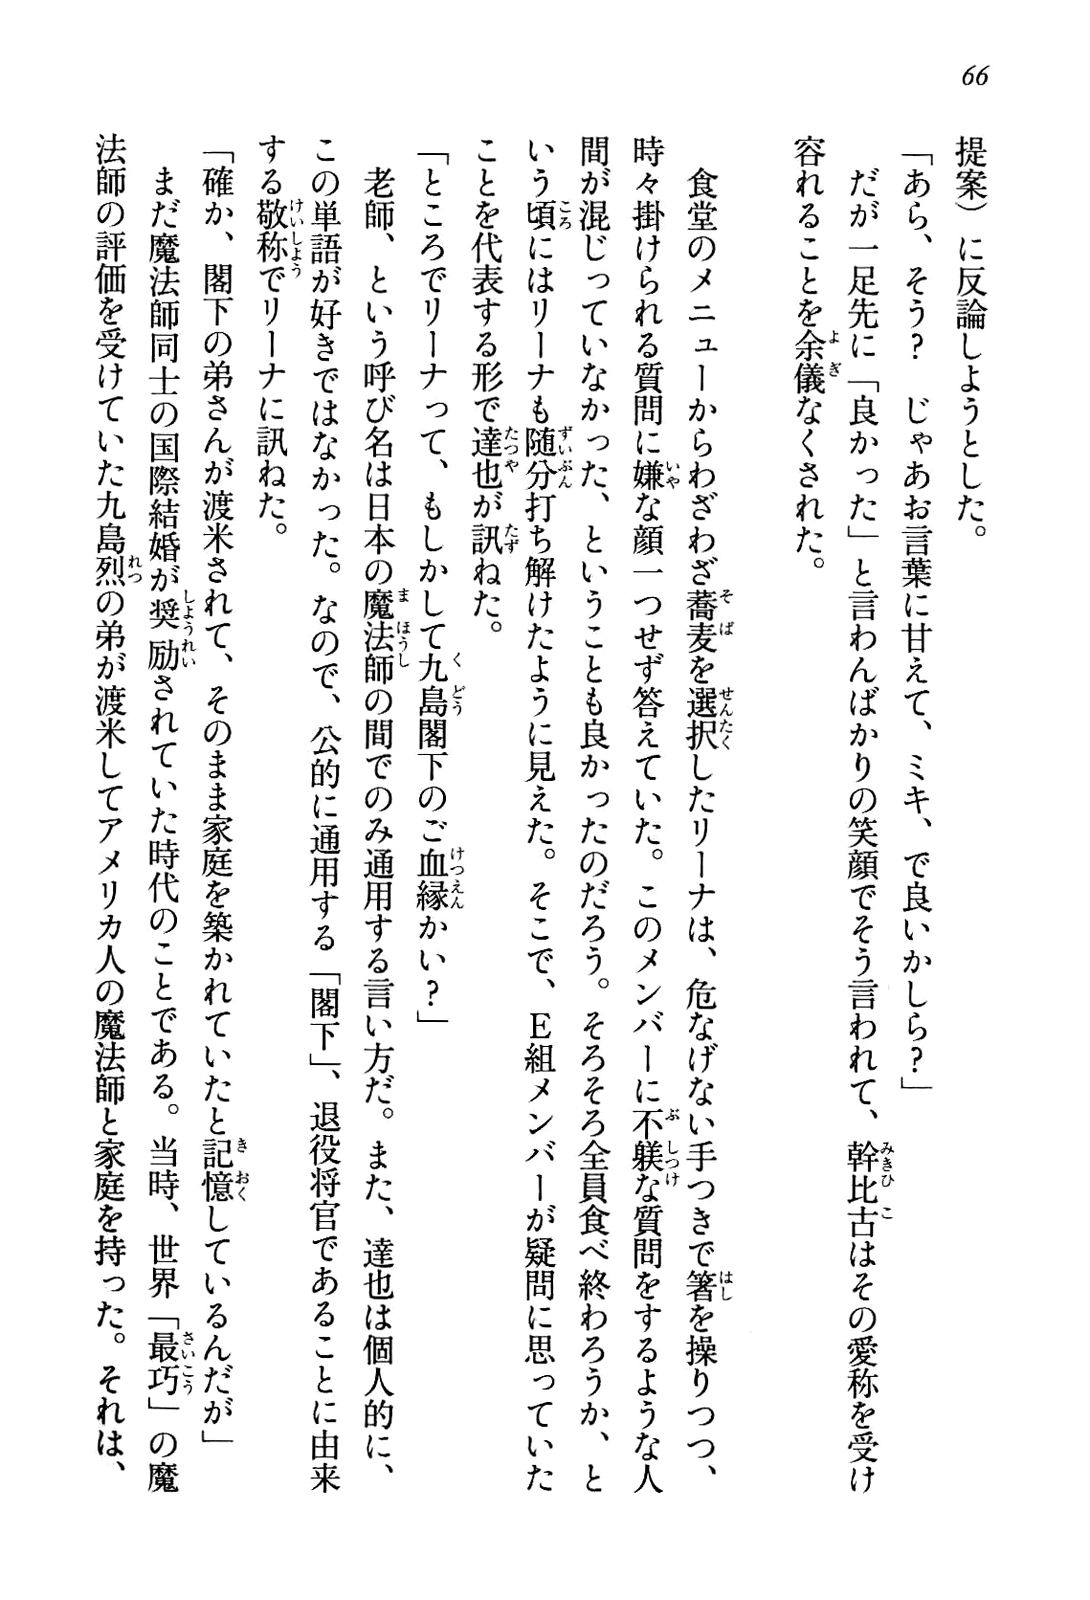 66
提案）に反論しようとした。
「あら、そう？　じゃあお言葉に甘えて、ミキ、で良いかしら？」
　だが一足先に「良かった」と言わんばかりの笑顔でそう言われて、幹比古はその愛称を受け
容れることを余儀なくされた。
　食堂のメニューからわざわざ蕎麦を選択したリーナは、危なげない手つきで箸を操りつつ、
時々掛けられる質問に嫌な顔一つせず答えていた。このメンバーに不躾な質問をするような人
間が混じっていなかった、ということも良かったのだろう。そろそろ全員食べ終わろうか、と
いう頃にはリーナも随分打ち解けたように見えた。そこで、Ｅ組メンバーが疑問に思っていた
ことを代表する形で達也が訊ねた。
「ところでリーナって、もしかして九島閣下のご血縁かい？」
　老師、という呼び名は日本の魔法師の間でのみ通用する言い方だ。また、達也は個人的に、
この単語が好きではなかった。なので、公的に通用する「閣下」、退役将官であることに由来
する敬称でリーナに訊ねた。
「確か、閣下の弟さんが渡米されて、そのまま家庭を築かれていたと記憶しているんだが」
　まだ魔法師同士の国際結婚が奨励されていた時代のことである。当時、世界「最巧」の魔
法師の評価を受けていた九島烈の弟が渡米してアメリカ人の魔法師と家庭を持った。それは、